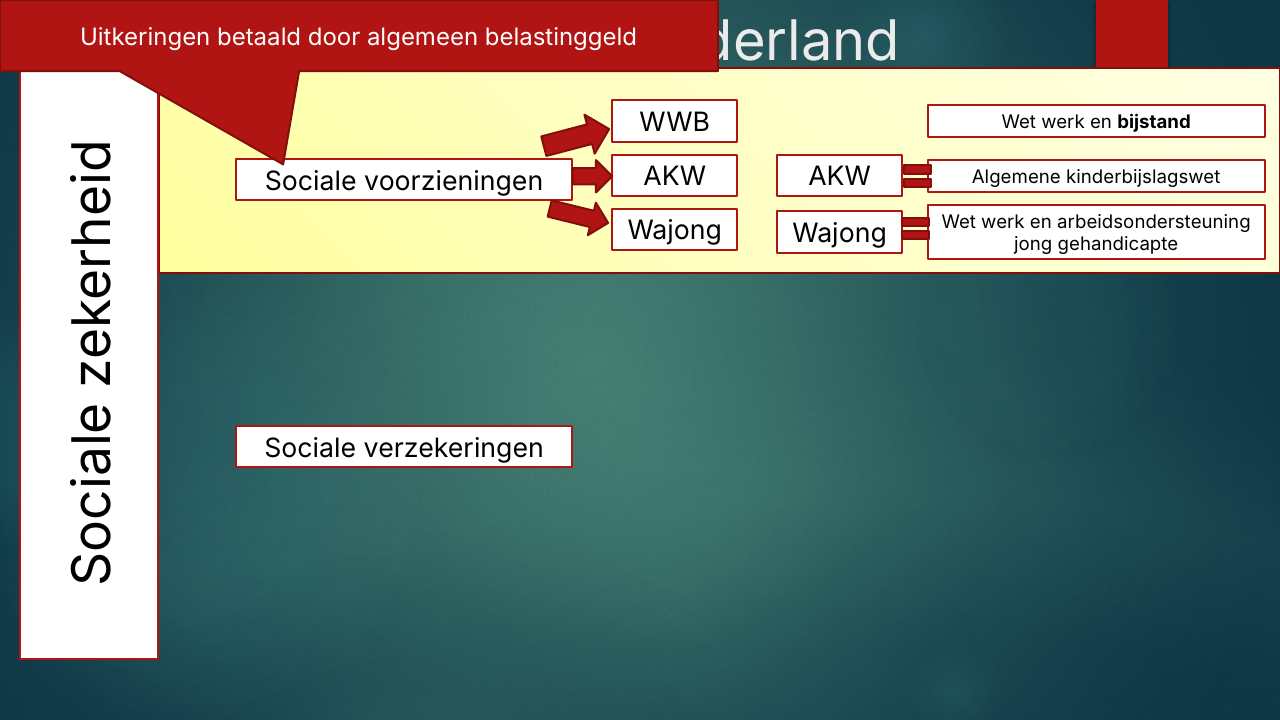 Uitkeringen betaald door algemeen belastinggeld
Sociale zekerheid
Sociale voorzieningen
WWB
AKW
Wajong
AKW
Wajong
Wet werk en bijstand
Algemene kinderbijslagswet
Wet werk en arbeidsondersteuning
jong gehandicapte
Sociale verzekeringen